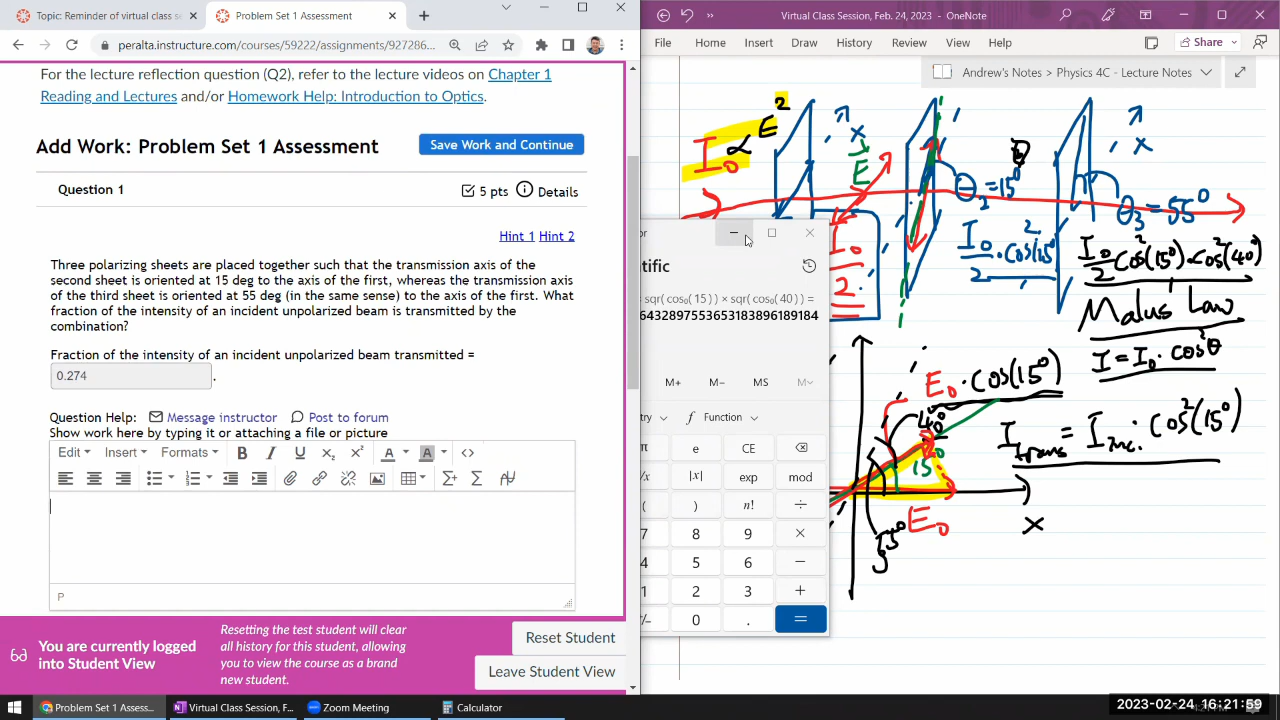 Topic: Reminder of virtual class se
Problem Set 1 Assessment
peralta.instructure.com/courses/59222/assignments/927286...
For the lecture reflection question (Q2), refer to the lecture videos on Chapter 1
Reading and Lectures and/or Homework Help: Introduction to Optics.
Add Work: Problem Set 1 Assessment
Save Work and Continue
Question 1
5 pts
Details
Hint 1 Hint 2
Three polarizing sheets are placed together such that the transmission axis of the
second sheet is oriented at 15 deg to the axis of the first, whereas the transmission axis
of the third sheet is oriented at 55 deg (in the same sense) to the axis of the first. What
fraction of the intensity of an incident unpolarized beam is transmitted by the
combination?
Fraction of the intensity of an incident unpolarized beam transmitted =
0.274 .
Question Help: Message instructor Post to forum
Show work here by typing it or attaching a file or picture
Edit Insert Formats B I U x₂ x² A A <>
P
You are currently logged
into Student View
Resetting the test student will clear
all history for this student, allowing
you to view the course as a brand
new student.
Reset Student
Leave Student View
Virtual Class Session, Feb. 24, 2023 – OneNote
File Home Insert Draw History Review View Help
Share
Andrew's Notes > Physics 4C - Lecture Notes
I₀ ∝ E²
x
E
θ₂=15°
x
θ₃=55°
I₀
2
I₀/2 · cos²(15°)
I₀/2 cos²(15°)·cos²(40°)
Malus Law
I = I₀ · cos²θ
E₀ · cos(15°)
40°
I trans = I inc. · cos²(15°)
15°
E₀
x
55°
or
tific
sqr( cos₀( 15 ) ) × sqr( cos₀( 40 ) ) =
6432897553653183896189184
M+ M− MS M˅
try Function
π e CE
/x |x| exp mod
( ) n! ÷
7 8 9 ×
4 5 6 −
1 2 3 +
/− 0 . =
Problem Set 1 Assess...
Virtual Class Session, F...
Zoom Meeting
Calculator
2023-02-24 16:21:59